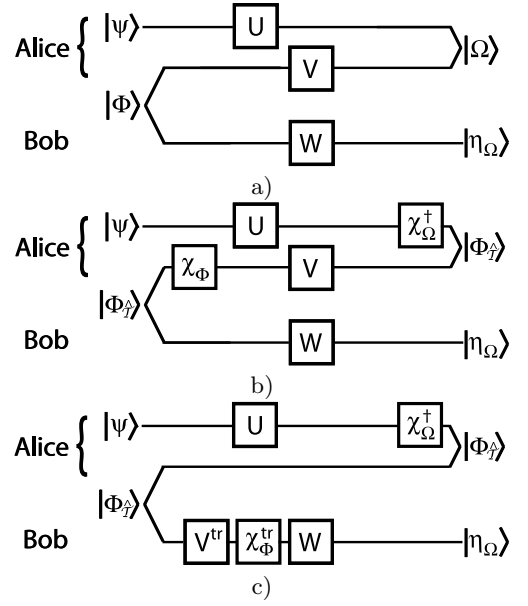 Alice { |ψ⟩ U |Ω⟩
V
|Φ⟩
Bob W |η_Ω⟩
a)
Alice { |ψ⟩ U χ_Ω^† |Φ_𝒯̂⟩
χ_Φ V
|Φ_𝒯̂⟩
Bob W |η_Ω⟩
b)
Alice { |ψ⟩ U χ_Ω^† |Φ_𝒯̂⟩
|Φ_𝒯̂⟩
Bob V^tr χ_Φ^tr W |η_Ω⟩
c)